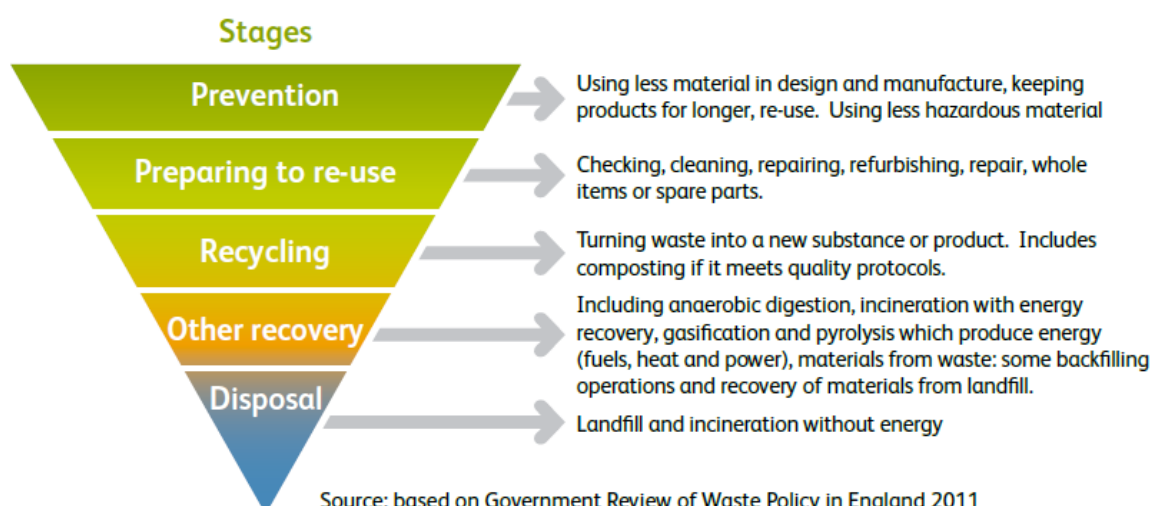 Stages
Prevention
Using less material in design and manufacture, keeping
products for longer, re-use.  Using less hazardous material
Preparing to re-use
Checking, cleaning, repairing, refurbishing, repair, whole
items or spare parts.
Recycling
Turning waste into a new substance or product.  Includes
composting if it meets quality protocols.
Other recovery
Including anaerobic digestion, incineration with energy
recovery, gasification and pyrolysis which produce energy
(fuels, heat and power), materials from waste: some backfilling
operations and recovery of materials from landfill.
Disposal
Landfill and incineration without energy
Source: based on Government Review of Waste Policy in England 2011